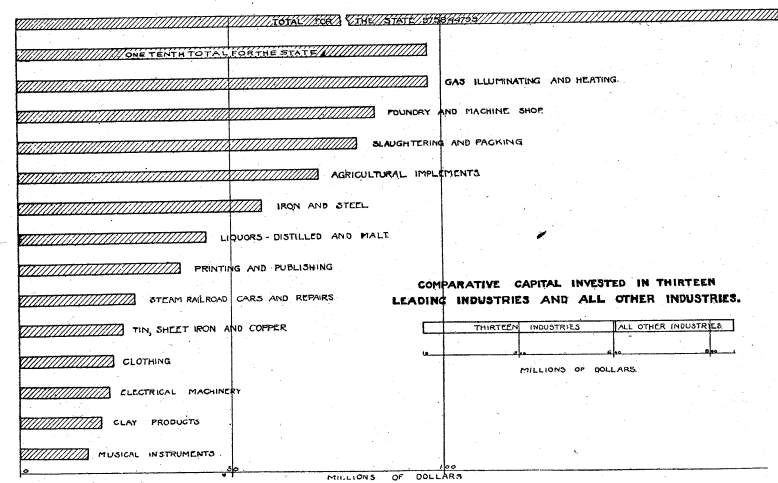 TOTAL FOR THE STATE 975844799
ONE TENTH TOTAL FOR THE STATE
GAS ILLUMINATING AND HEATING.
FOUNDRY AND MACHINE SHOP.
SLAUGHTERING AND PACKING
AGRICULTURAL IMPLEMENTS
IRON AND STEEL
LIQUORS - DISTILLED AND MALT.
PRINTING AND PUBLISHING
COMPARATIVE CAPITAL INVESTED IN THIRTEEN
LEADING INDUSTRIES AND ALL OTHER INDUSTRIES.
STEAM RAILROAD CARS AND REPAIRS
TIN, SHEET IRON AND COPPER
THIRTEEN INDUSTRIES ALL OTHER INDUSTRIES
MILLIONS OF DOLLARS.
CLOTHING
ELECTRICAL MACHINERY
CLAY PRODUCTS
MUSICAL INSTRUMENTS
0 50 100
MILLIONS OF DOLLARS